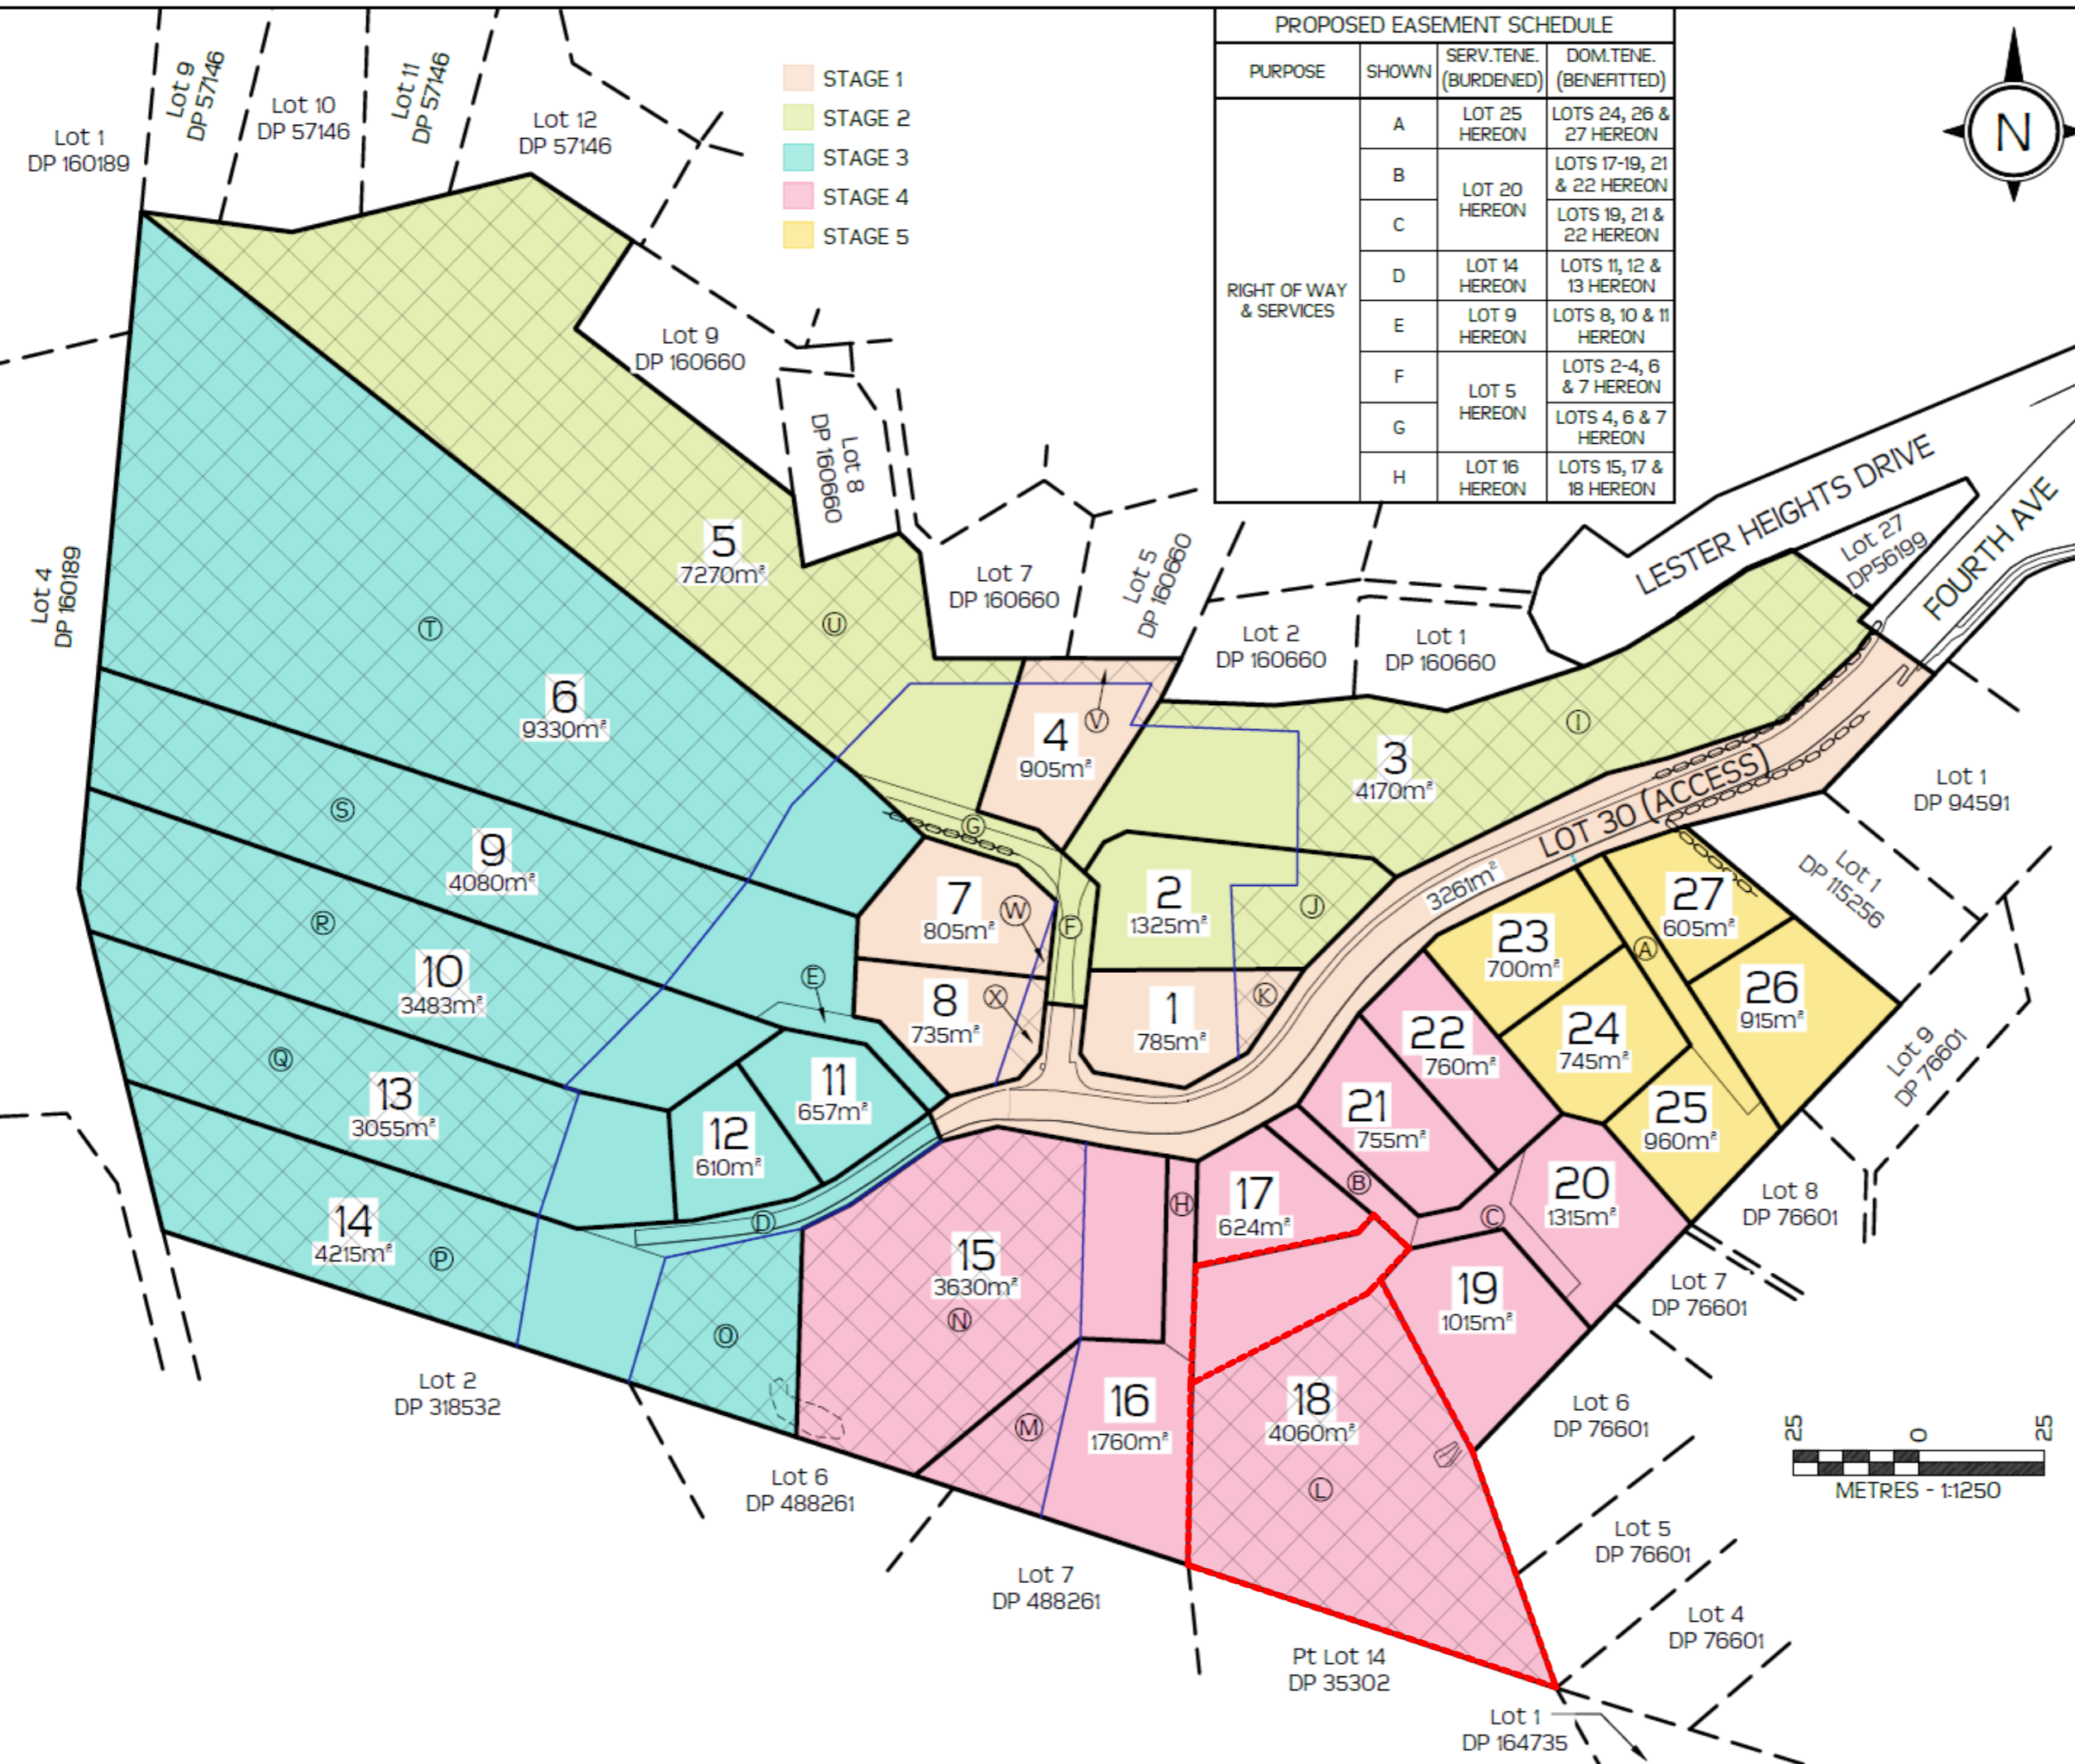 PROPOSED EASEMENT SCHEDULE
PURPOSE
SHOWN
SERV.TENE.
(BURDENED)
DOM.TENE.
(BENEFITTED)
RIGHT OF WAY
& SERVICES
A
LOT 25
HEREON
LOTS 24, 26 &
27 HEREON
B
LOT 20
HEREON
LOTS 17-19, 21
& 22 HEREON
C
LOTS 19, 21 &
22 HEREON
D
LOT 14
HEREON
LOTS 11, 12 &
13 HEREON
E
LOT 9
HEREON
LOTS 8, 10 & 11
HEREON
F
LOT 5
HEREON
LOTS 2-4, 6
& 7 HEREON
G
LOTS 4, 6 & 7
HEREON
H
LOT 16
HEREON
LOTS 15, 17 &
18 HEREON
N
STAGE 1
STAGE 2
STAGE 3
STAGE 4
STAGE 5
Lot 1
DP 160189
Lot 9
DP 57146
Lot 10
DP 57146
Lot 11
DP 57146
Lot 12
DP 57146
Lot 9
DP 160660
Lot 8
DP 160660
Lot 7
DP 160660
Lot 5
DP 160660
Lot 2
DP 160660
Lot 1
DP 160660
LESTER HEIGHTS DRIVE
Lot 27
DP56199
FOURTH AVE
Lot 4
DP 160189
5
7270m²
U
T
6
9330m²
4
905m²
V
3
4170m²
I
LOT 30 (ACCESS)
3261m²
Lot 1
DP 94591
Lot 1
DP 115256
S
9
4080m²
G
7
805m²
W
F
2
1325m²
J
23
700m²
A
27
605m²
R
10
3483m²
E
8
735m²
X
1
785m²
K
22
760m²
24
745m²
26
915m²
Lot 9
DP 76601
Q
13
3055m²
12
610m²
11
657m²
21
755m²
25
960m²
14
4215m²
P
D
O
15
3630m²
N
H
17
624m²
B
C
20
1315m²
Lot 8
DP 76601
19
1015m²
Lot 7
DP 76601
Lot 2
DP 318532
M
16
1760m²
18
4060m²
L
Lot 6
DP 76601
25
0
25
METRES - 1:1250
Lot 6
DP 488261
Lot 7
DP 488261
Lot 5
DP 76601
Pt Lot 14
DP 35302
Lot 4
DP 76601
Lot 1
DP 164735